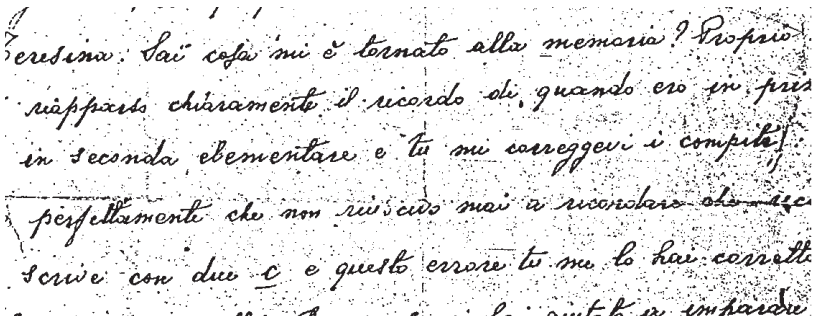 Teresina. Sai cosa mi è tornato alla memoria? Proprio
riapparso chiaramente il ricordo di quando ero in
in seconda elementare e tu mi correggevi i compiti
perfettamente che non riuscivo mai a ricordare che
scrive con due c e questo errore tu me lo hai corretto
a imparare